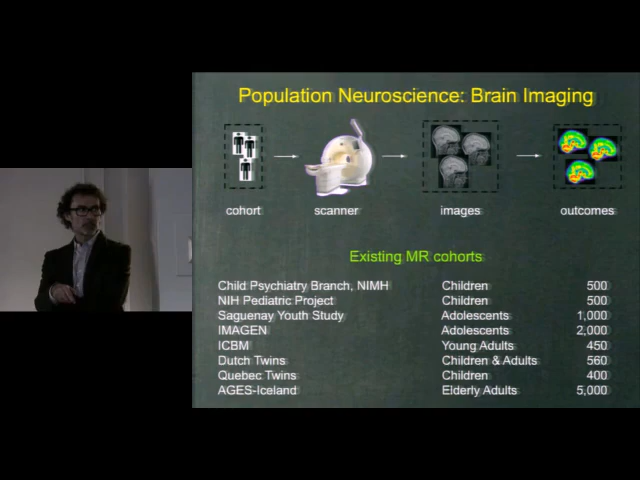 Population Neuroscience: Brain Imaging
cohort scanner images outcomes
Existing MR cohorts
Child Psychiatry Branch, NIMH Children 500
NIH Pediatric Project Children 500
Saguenay Youth Study Adolescents 1,000
IMAGEN Adolescents 2,000
ICBM Young Adults 450
Dutch Twins Children & Adults 560
Quebec Twins Children 400
AGES-Iceland Elderly Adults 5,000